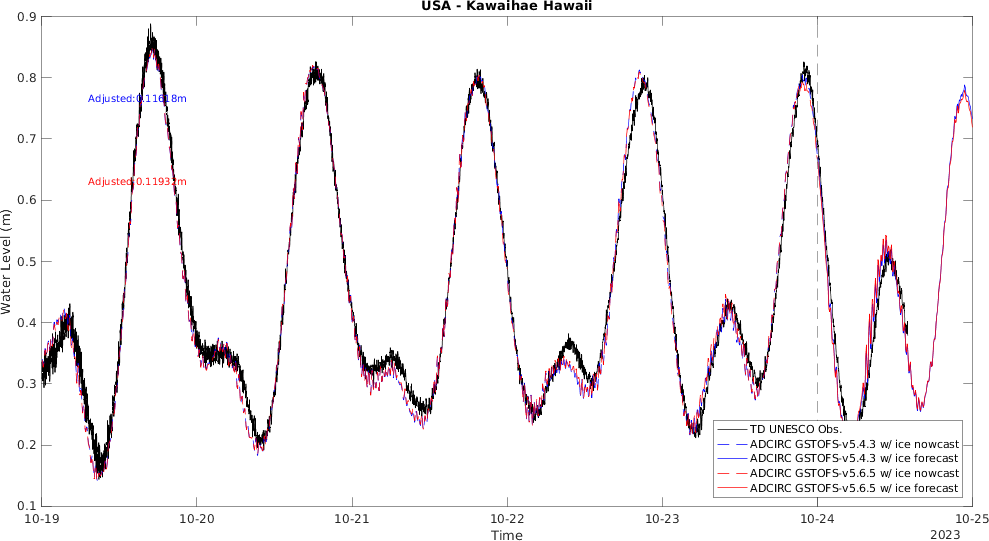 USA - Kawaihae Hawaii
0.9
0.8
0.7
0.6
0.5
0.4
0.3
0.2
0.1
Water Level (m)
Adjusted:0.11618m
Adjusted:0.11932m
TD UNESCO Obs.
ADCIRC GSTOFS-v5.4.3 w/ ice nowcast
ADCIRC GSTOFS-v5.4.3 w/ ice forecast
ADCIRC GSTOFS-v5.6.5 w/ ice nowcast
ADCIRC GSTOFS-v5.6.5 w/ ice forecast
10-19 10-20 10-21 10-22 10-23 10-24 10-25
Time
2023